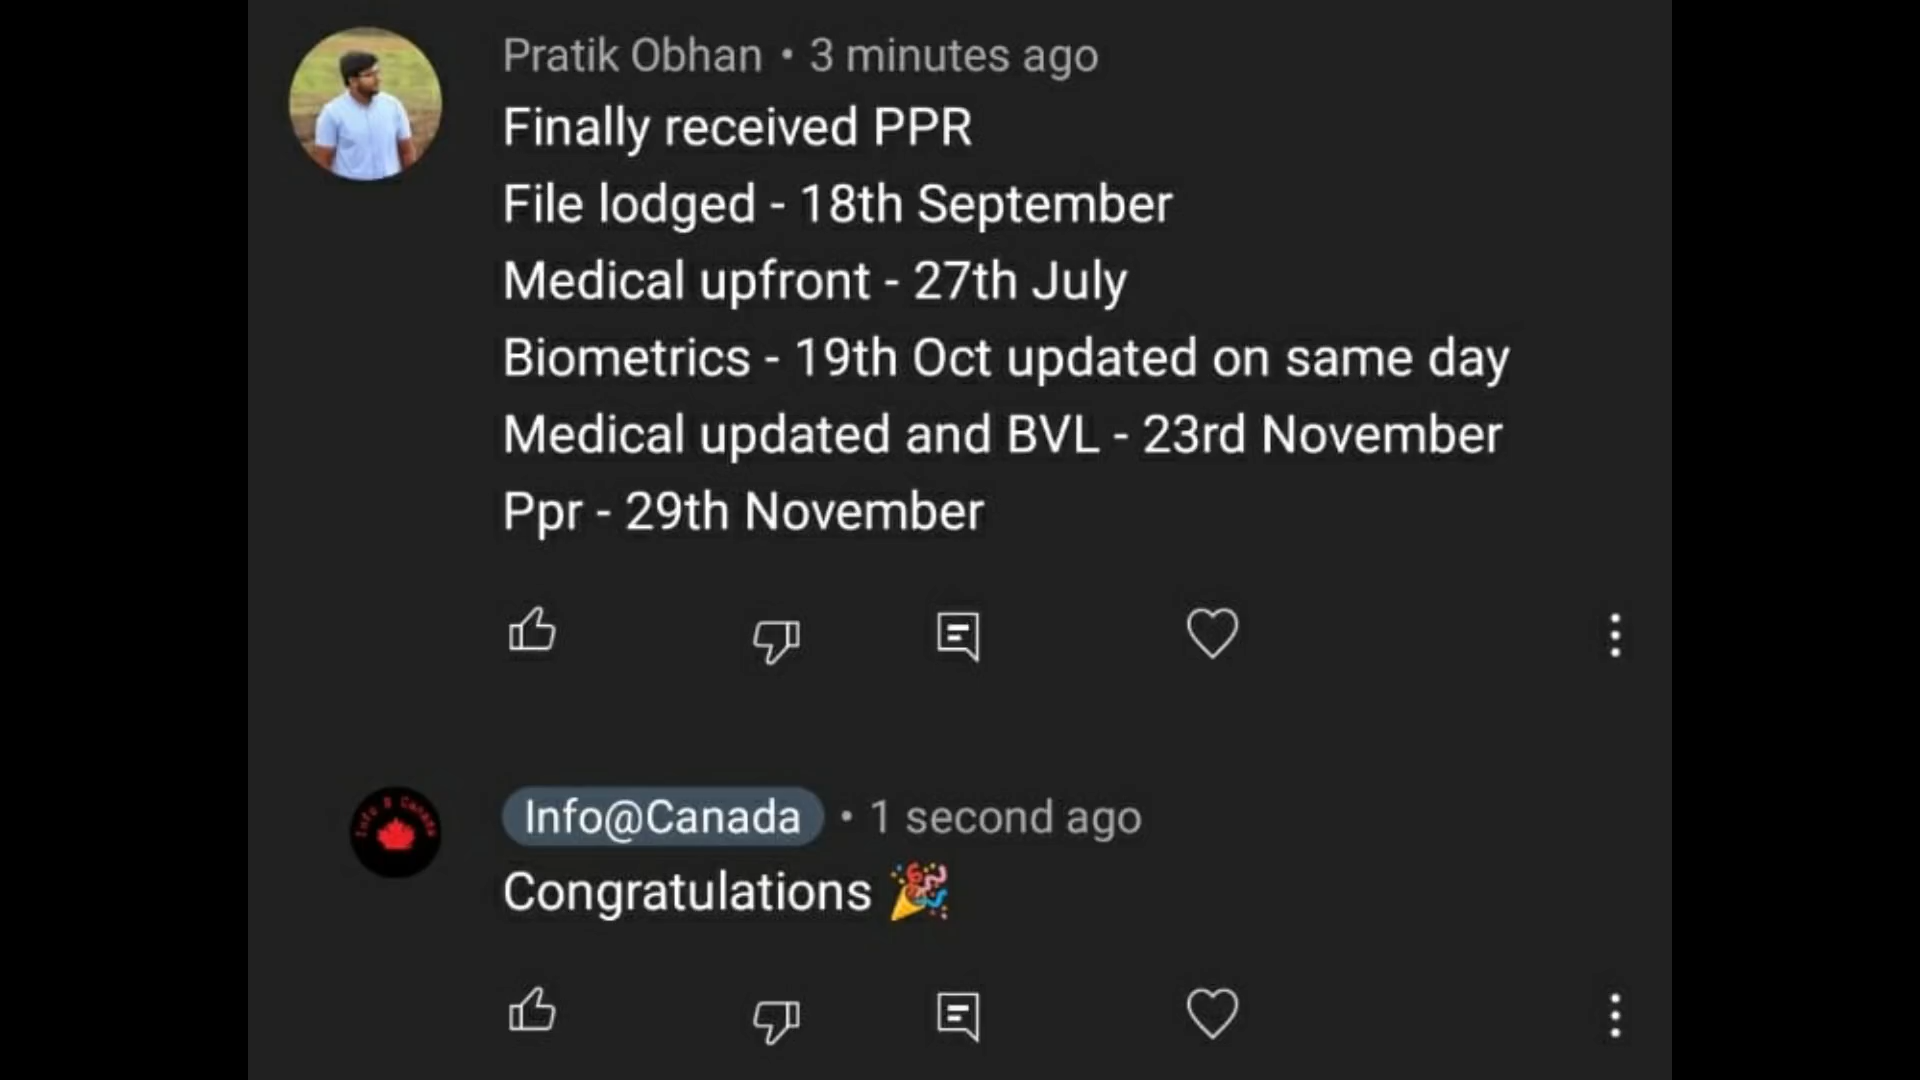 Pratik Obhan • 3 minutes ago
Finally received PPR
File lodged - 18th September
Medical upfront - 27th July
Biometrics - 19th Oct updated on same day
Medical updated and BVL - 23rd November
Ppr - 29th November
Info @ Canada
Info@Canada • 1 second ago
Congratulations 🎉